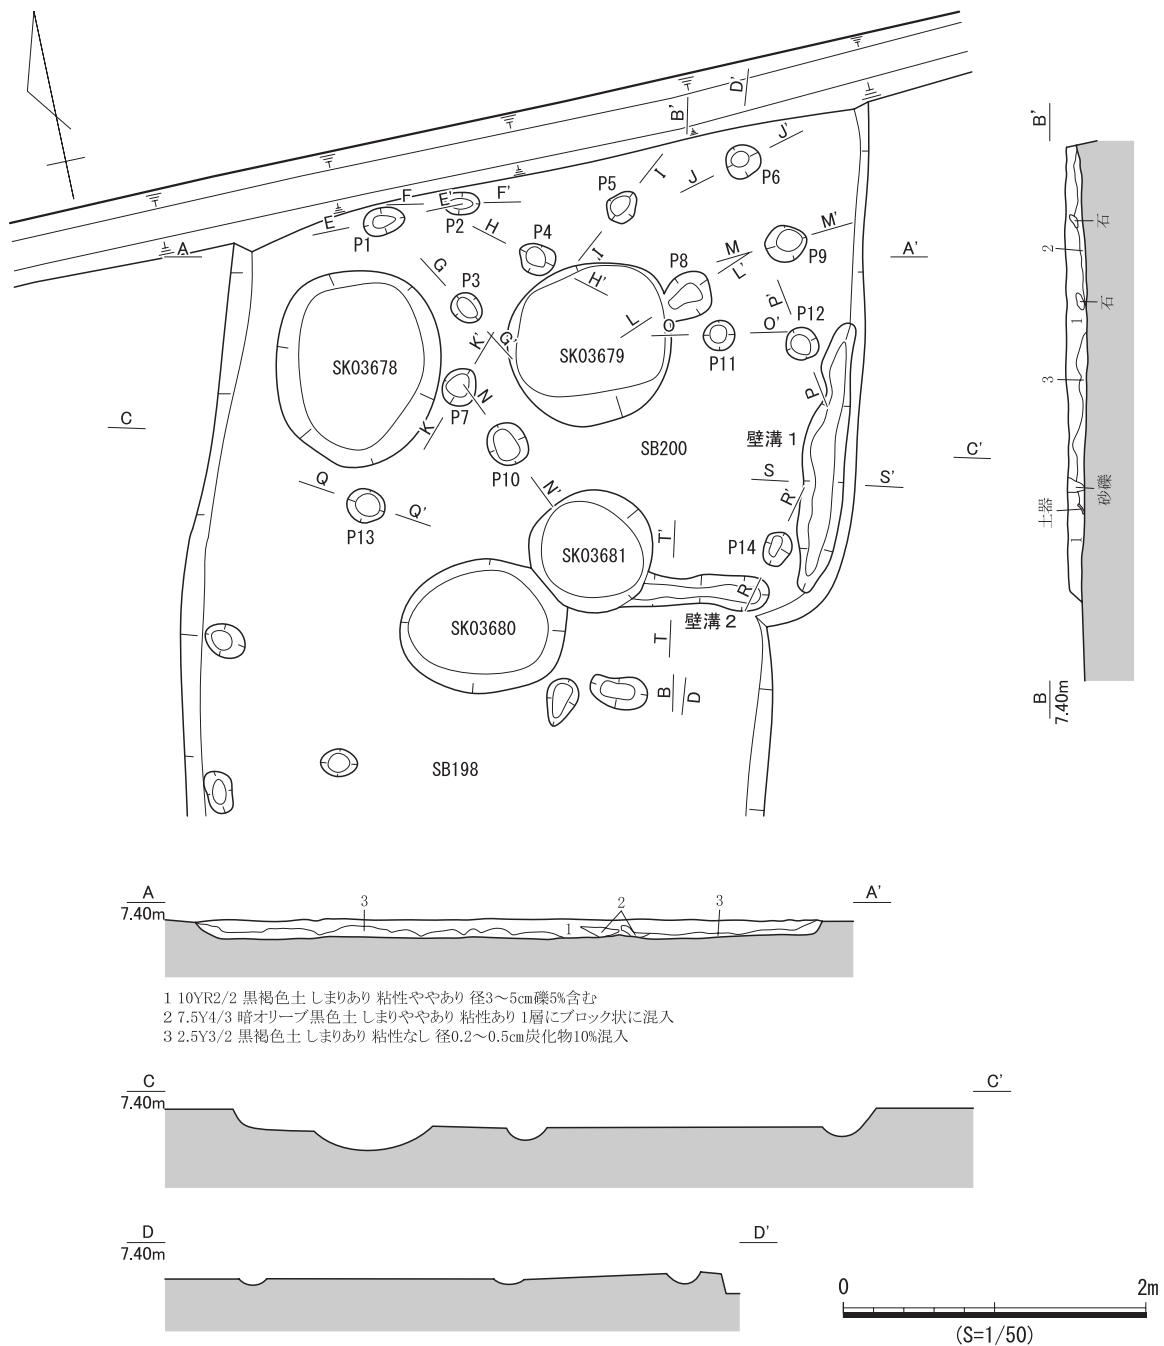 D'
B'
J'
I
J
P6
P5
F
E'
F'
E
P1
P2
H
P4
M'
M
P9
A
A'
I
L'
P8
H'
G
P3
P'
P12
L
O
O'
P11
K'
G'
SK03679
SK03678
P7
N
K
P
C
C'
壁溝 1
SB200
P10
S
S'
Q
N'
R'
Q'
P13
T'
P14
SK03681
R
SK03680
壁溝 2
T
B
D
SB198
B'
石
2
石
1
3
砂礫
土器
1
B
7.40m
A
7.40m
3
1
2
3
A'
1 10YR2/2 黒褐色土 しまりあり 粘性ややあり 径3～5cm礫5%含む
2 7.5Y4/3 暗オリーブ黒色土 しまりややあり 粘性あり 1層にブロック状に混入
3 2.5Y3/2 黒褐色土 しまりあり 粘性なし 径0.2～0.5cm炭化物10%混入
C
7.40m
C'
D
7.40m
D'
0
2m
(S=1/50)